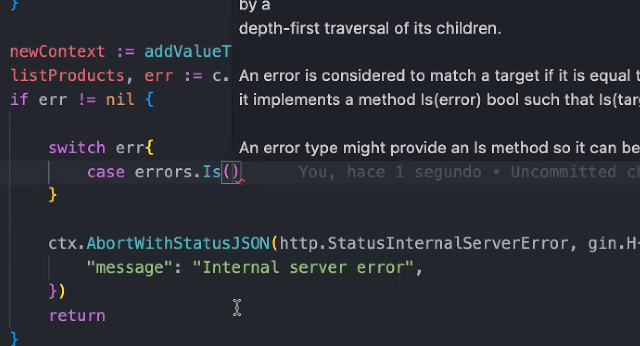 by a
}
depth-first traversal of its children.
newContext := addValueT
listProducts, err := c.
An error is considered to match a target if it is equal t
if err != nil {
it implements a method Is(error) bool such that Is(tar
switch err{
An error type might provide an Is method so it can be
case errors.Is() You, hace 1 segundo • Uncommitted ch
}
ctx.AbortWithStatusJSON(http.StatusInternalServerError, gin.H
"message": "Internal server error",
})
return
}